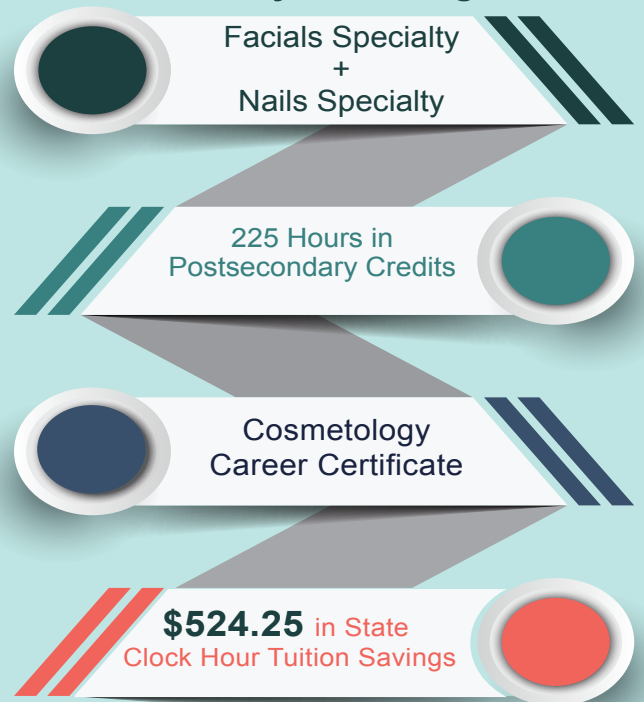 Facials Specialty
+
Nails Specialty
225 Hours in
Postsecondary Credits
Cosmetology
Career Certificate
$524.25 in State
Clock Hour Tuition Savings